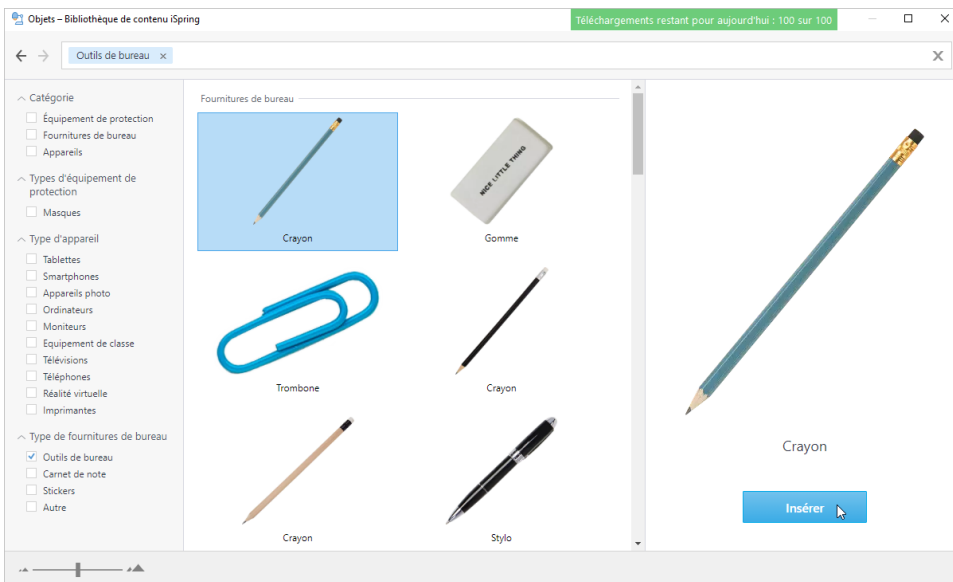 Objets – Bibliothèque de contenu iSpring
Téléchargements restant pour aujourd'hui : 100 sur 100
Outils de bureau
Catégorie
Équipement de protection
Fournitures de bureau
Appareils
Types d'équipement de
protection
Masques
Type d'appareil
Tablettes
Smartphones
Appareils photo
Ordinateurs
Moniteurs
Equipement de classe
Télévisions
Téléphones
Réalité virtuelle
Imprimantes
Type de fournitures de bureau
Outils de bureau
Carnet de note
Stickers
Autre
Fournitures de bureau
Crayon
NICE LITTLE THING
Gomme
Trombone
Crayon
Crayon
Stylo
Crayon
Insérer